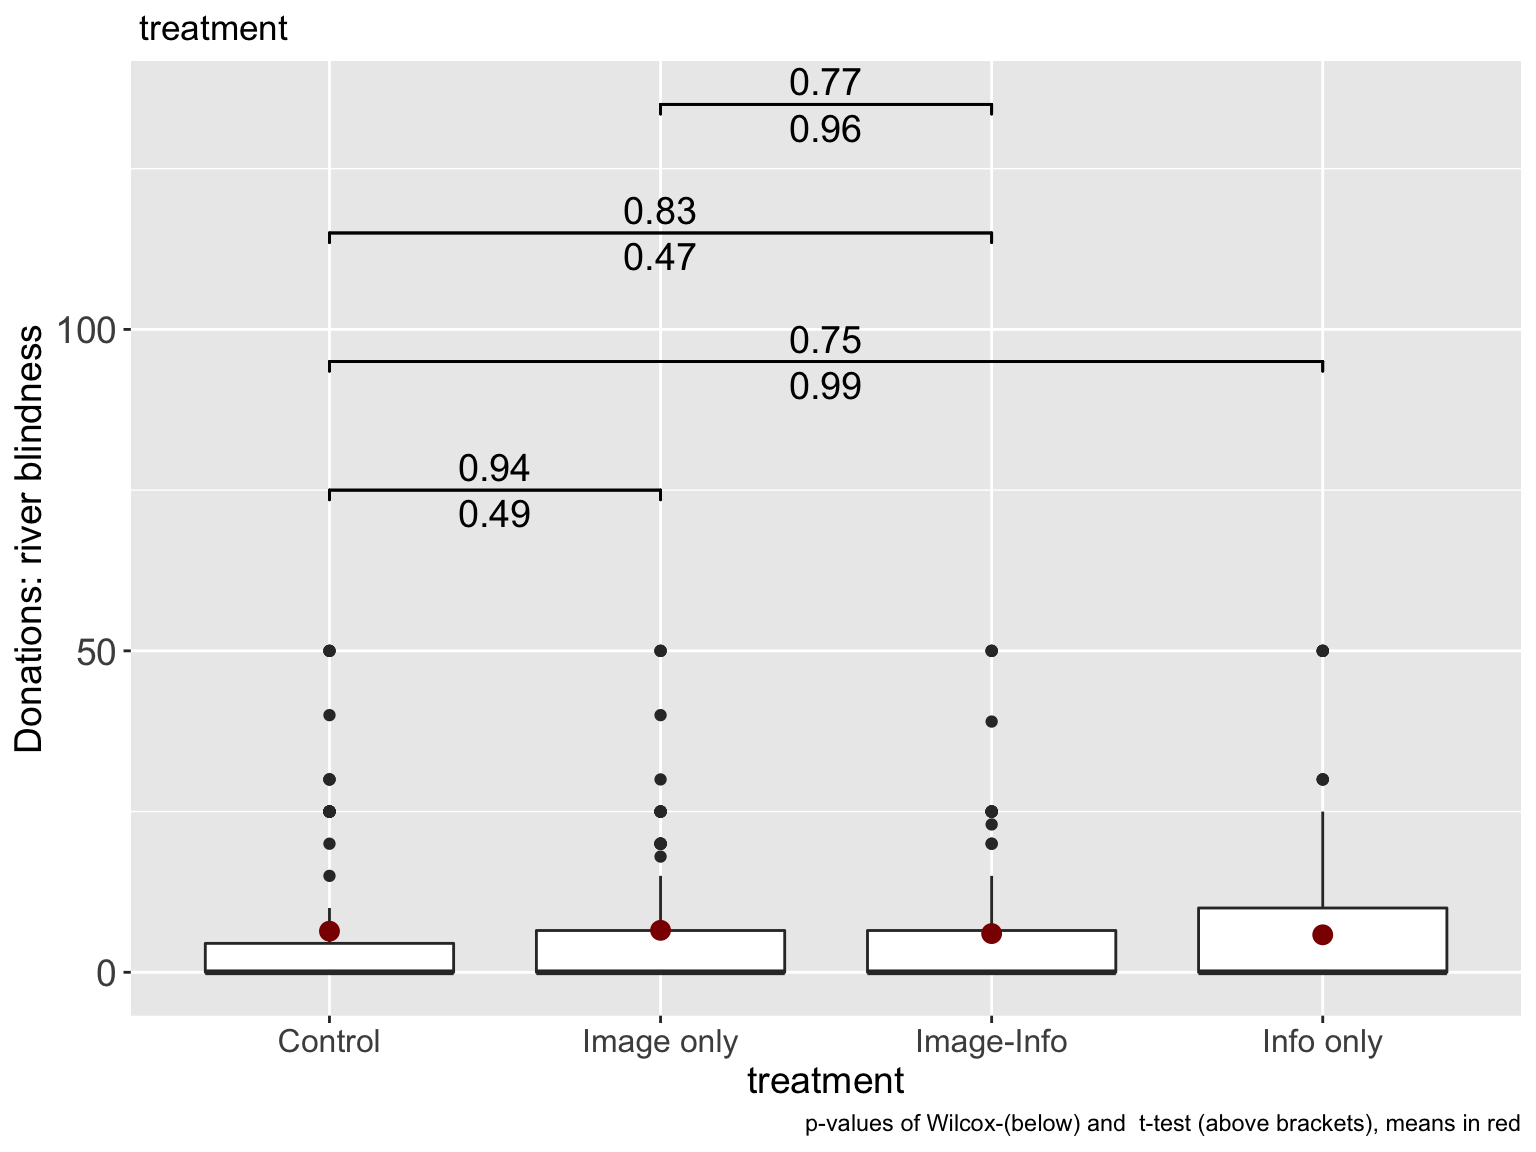 treatment
0.77
0.96
0.83
0.47
0.75
0.99
0.94
0.49
Donations: river blindness
100
50
0
Control Image only Image-Info Info only
treatment
p-values of Wilcox-(below) and  t-test (above brackets), means in red